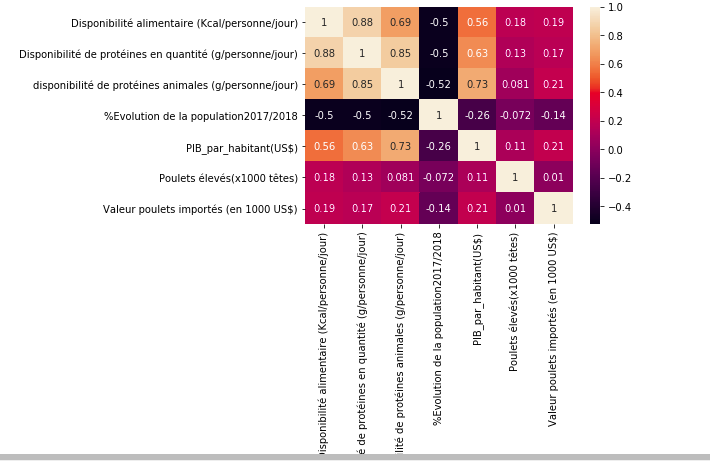 Disponibilité alimentaire (Kcal/personne/jour) 1 0.88 0.69 -0.5 0.56 0.18 0.19
Disponibilité de protéines en quantité (g/personne/jour) 0.88 1 0.85 -0.5 0.63 0.13 0.17
disponibilité de protéines animales (g/personne/jour) 0.69 0.85 1 -0.52 0.73 0.081 0.21
%Evolution de la population2017/2018 -0.5 -0.5 -0.52 1 -0.26 -0.072 -0.14
PIB_par_habitant(US$) 0.56 0.63 0.73 -0.26 1 0.11 0.21
Poulets élevés(x1000 têtes) 0.18 0.13 0.081 -0.072 0.11 1 0.01
Valeur poulets importés (en 1000 US$) 0.19 0.17 0.21 -0.14 0.21 0.01 1
1.0
0.8
0.6
0.4
0.2
0.0
−0.2
−0.4
Disponibilité alimentaire (Kcal/personne/jour)
é de protéines en quantité (g/personne/jour)
lité de protéines animales (g/personne/jour)
%Evolution de la population2017/2018
PIB_par_habitant(US$)
Poulets élevés(x1000 têtes)
Valeur poulets importés (en 1000 US$)